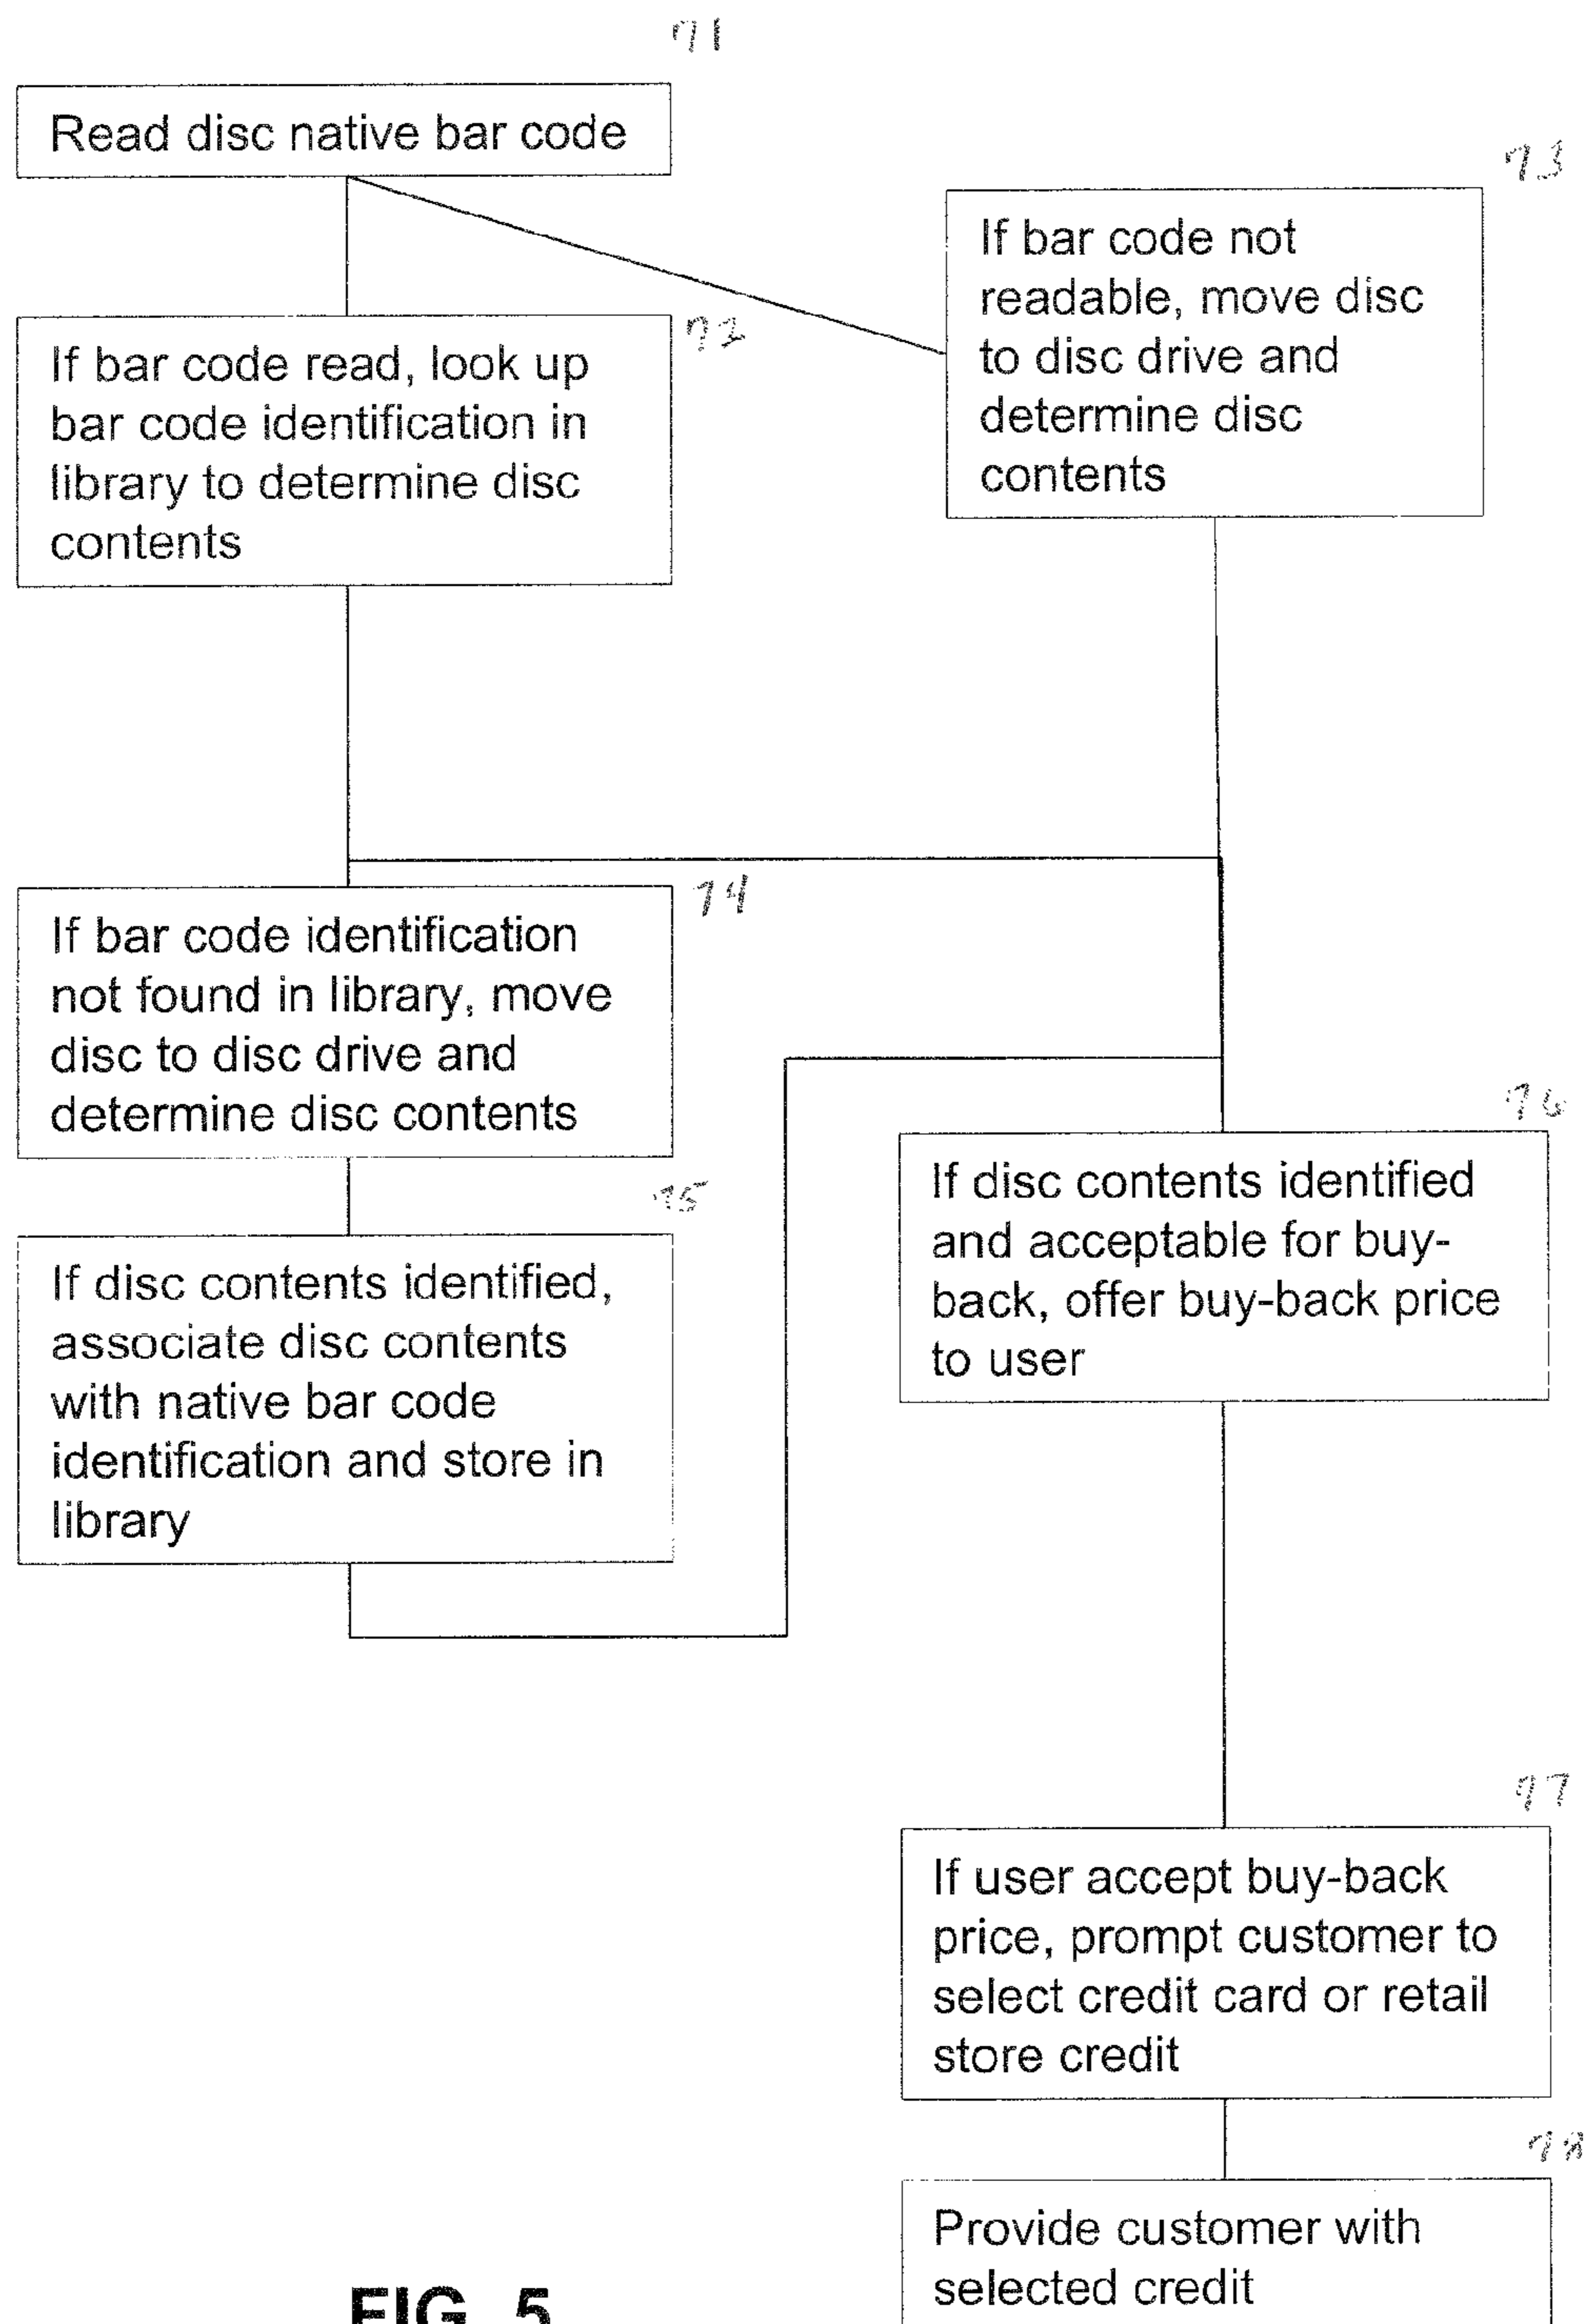 71
Read disc native bar code
73
If bar code not
readable, move disc
to disc drive and
determine disc
contents
72
If bar code read, look up
bar code identification in
library to determine disc
contents
74
If bar code identification
not found in library, move
disc to disc drive and
determine disc contents
75
If disc contents identified,
associate disc contents
with native bar code
identification and store in
library
76
If disc contents identified
and acceptable for buy-
back, offer buy-back price
to user
77
If user accept buy-back
price, prompt customer to
select credit card or retail
store credit
78
Provide customer with
selected credit
FIG. 5